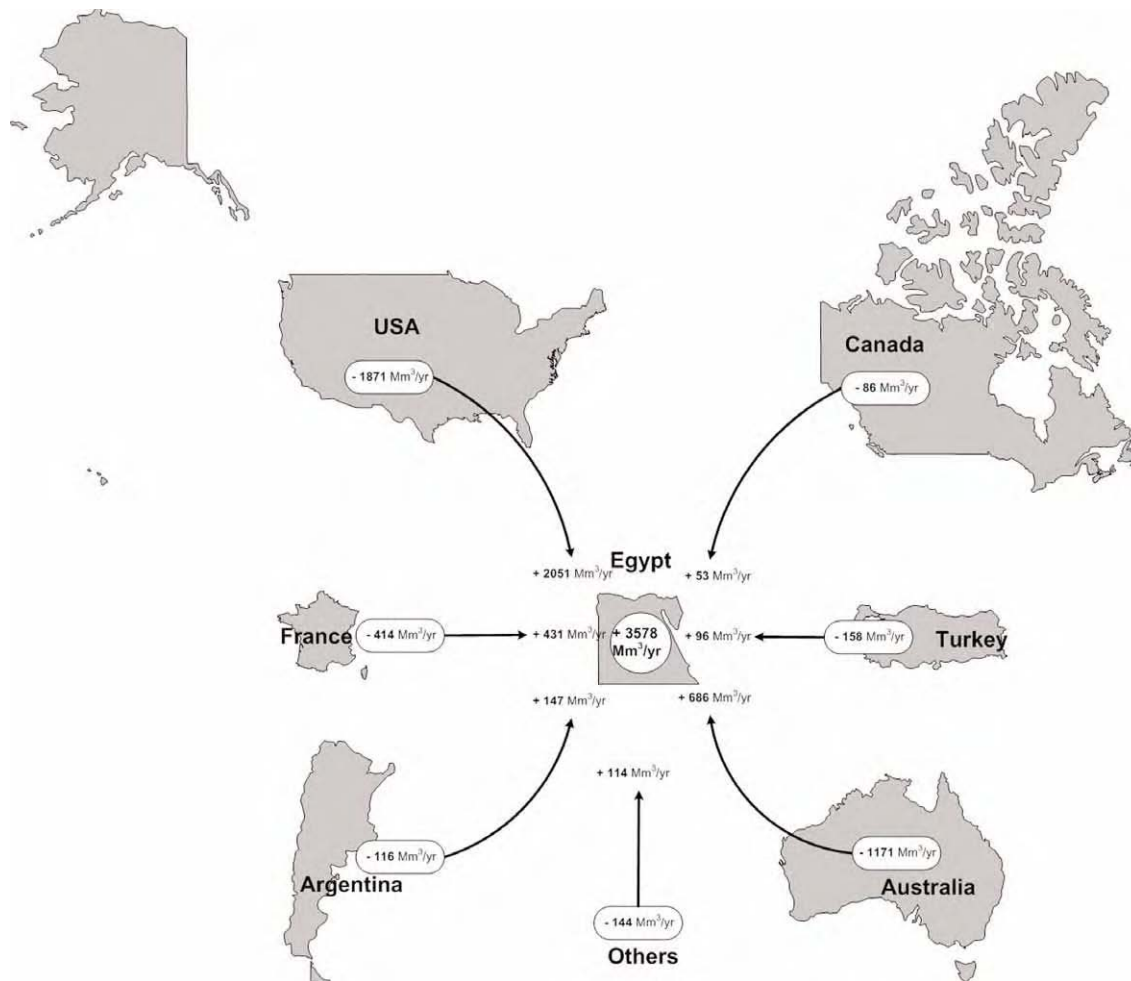 USA
- 1871 Mm³/yr
Canada
- 86 Mm³/yr
Egypt
+ 2051 Mm³/yr
+ 53 Mm³/yr
France
- 414 Mm³/yr
+ 431 Mm³/yr
+ 3578
Mm³/yr
+ 96 Mm³/yr
- 158 Mm³/yr
Turkey
+ 147 Mm³/yr
+ 686 Mm³/yr
+ 114 Mm³/yr
- 116 Mm³/yr
Argentina
- 1171 Mm³/yr
Australia
- 144 Mm³/yr
Others